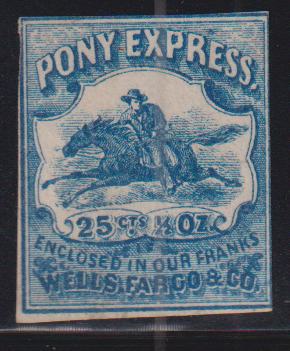 PONY EXPRESS.
25 CTS ½ OZ.
ENCLOSED IN OUR FRANKS
WELLS, FARGO & CO.